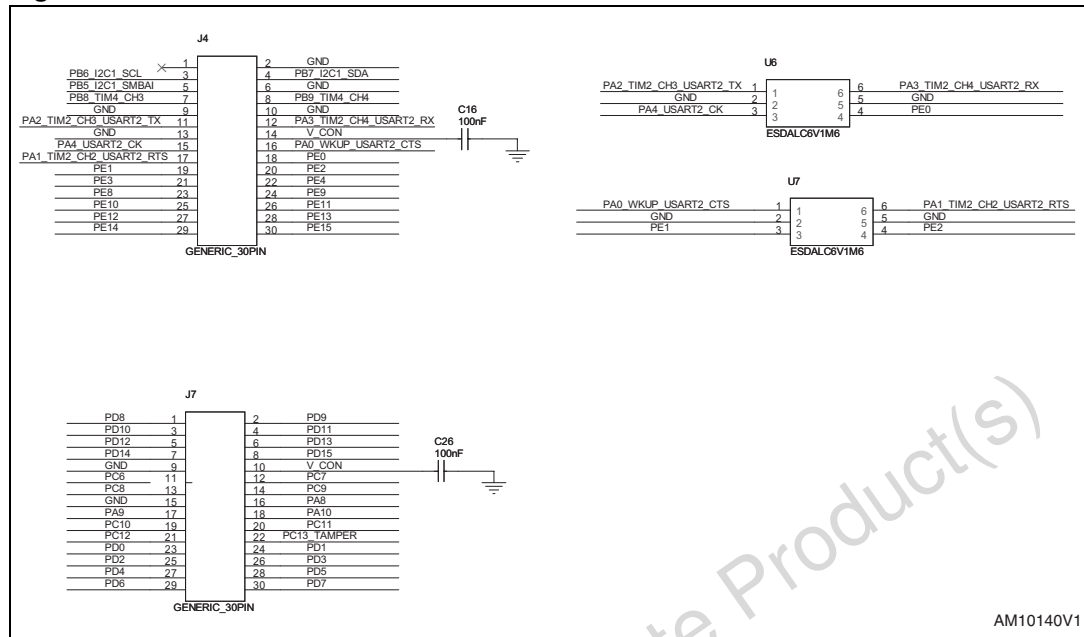 J4
1 2 GND
PB6_I2C1_SCL 3 4 PB7_I2C1_SDA
PB5_I2C1_SMBAI 5 6 GND
PB8_TIM4_CH3 7 8 PB9_TIM4_CH4
GND 9 10 GND
PA2_TIM2_CH3_USART2_TX 11 12 PA3_TIM2_CH4_USART2_RX
GND 13 14 V_CON
PA4_USART2_CK 15 16 PA0_WKUP_USART2_CTS
PA1_TIM2_CH2_USART2_RTS 17 18 PE0
PE1 19 20 PE2
PE3 21 22 PE4
PE8 23 24 PE9
PE10 25 26 PE11
PE12 27 28 PE13
PE14 29 30 PE15
GENERIC_30PIN
C16
100nF
U6
PA2_TIM2_CH3_USART2_TX 1 1 6 6 PA3_TIM2_CH4_USART2_RX
GND 2 2 5 5 GND
PA4_USART2_CK 3 3 4 4 PE0
ESDALC6V1M6
U7
PA0_WKUP_USART2_CTS 1 1 6 6 PA1_TIM2_CH2_USART2_RTS
GND 2 2 5 5 GND
PE1 3 3 4 4 PE2
ESDALC6V1M6
J7
PD8 1 2 PD9
PD10 3 4 PD11
PD12 5 6 PD13
PD14 7 8 PD15
GND 9 10 V_CON
PC6 11 12 PC7
PC8 13 14 PC9
GND 15 16 PA8
PA9 17 18 PA10
PC10 19 20 PC11
PC12 21 22 PC13_TAMPER
PD0 23 24 PD1
PD2 25 26 PD3
PD4 27 28 PD5
PD6 29 30 PD7
GENERIC_30PIN
C26
100nF
te Product(s)
AM10140V1